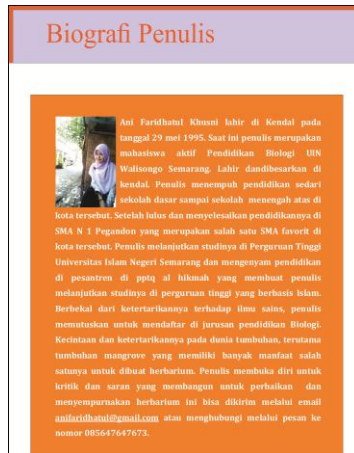 Biografi Penulis
Ani Faridhatul Khusni lahir di Kendal pada
tanggal 29 mei 1995. Saat ini penulis merupakan
mahasiswa aktif Pendidikan Biologi UIN
Walisongo Semarang. Lahir dandibesarkan di
kendal. Penulis menempuh pendidikan sedari
sekolah dasar sampai sekolah menengah atas di
kota tersebut. Setelah lulus dan menyelesaikan pendidikannya di
SMA N 1 Pegandon yang merupakan salah satu SMA favorit di
kota tersebut. Penulis melanjutkan studinya di Perguruan Tinggi
Universitas Islam Negeri Semarang dan mengenyam pendidikan
di pesantren di pptq al hikmah yang membuat penulis
melanjutkan studinya di perguruan tinggi yang berbasis islam.
Berbekal dari ketertarikannya terhadap ilmu sains, penulis
memutuskan untuk mendaftar di jurusan pendidikan Biologi.
Kecintaan dan ketertarikannya pada dunia tumbuhan, terutama
tumbuhan mangrove yang memiliki banyak manfaat salah
satunya untuk dibuat herbarium. Penulis membuka diri untuk
kritik dan saran yang membangun untuk perbaikan dan
menyempurnakan herbarium ini bisa dikirim melalui email
anifaridhatul@gmail.com atau menghubungi melalui pesan ke
nomor 085647647673.